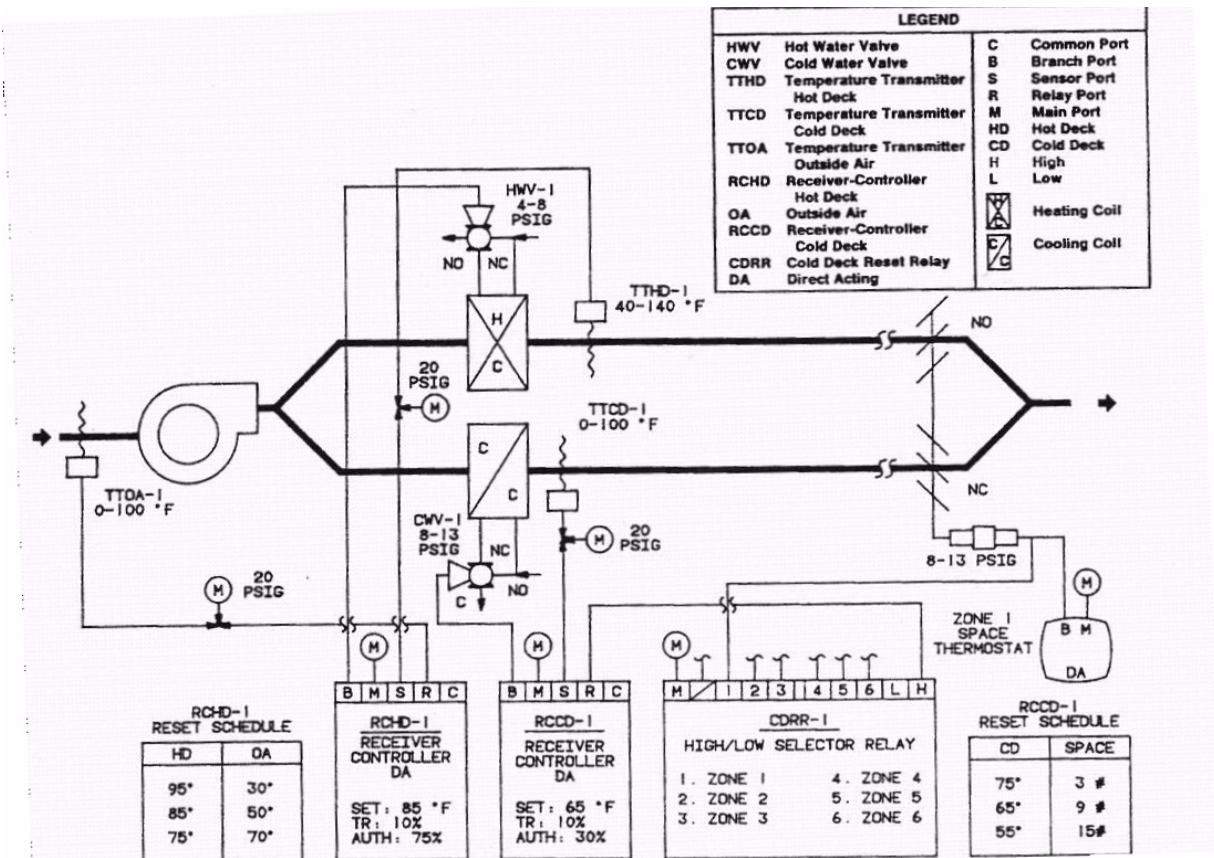 LEGEND
HWV Hot Water Valve
CWV Cold Water Valve
TTHD Temperature Transmitter
Hot Deck
TTCD Temperature Transmitter
Cold Deck
TTOA Temperature Transmitter
Outside Air
RCHD Receiver-Controller
Hot Deck
OA Outside Air
RCCD Receiver-Controller
Cold Deck
CDRR Cold Deck Reset Relay
DA Direct Acting
C Common Port
B Branch Port
S Sensor Port
R Relay Port
M Main Port
HD Hot Deck
CD Cold Deck
H High
L Low
H C Heating Coil
C C Cooling Coil
HWV-1
4-8
PSIG
NO NC
H
C
TTHD-1
40-140 °F
NO
20
PSIG
M
TTCD-1
0-100 °F
C
C
NC
TTOA-1
0-100 °F
CWV-1
8-13
PSIG
NC
C
NO
M
20
PSIG
8-13 PSIG
M
20
PSIG
M
ZONE 1
SPACE
THERMOSTAT
B M
DA
M
M
M
B M S R C
RCHD-1
RECEIVER
CONTROLLER
DA
SET: 85 °F
TR: 10%
AUTH: 75%
B M S R C
RCCD-1
RECEIVER
CONTROLLER
DA
SET: 65 °F
TR: 10%
AUTH: 30%
M 1 2 3 4 5 6 L H
CDRR-1
HIGH/LOW SELECTOR RELAY
1. ZONE 1 4. ZONE 4
2. ZONE 2 5. ZONE 5
3. ZONE 3 6. ZONE 6
RCHD-1
RESET SCHEDULE
HD OA
95° 30°
85° 50°
75° 70°
RCCD-1
RESET SCHEDULE
CD SPACE
75° 3 #
65° 9 #
55° 15#